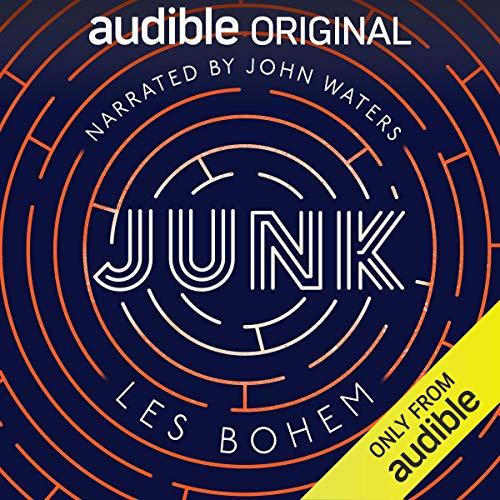 audible ORIGINAL
NARRATED BY JOHN WATERS
JUNK
LES BOHEM
ONLY FROM
audible